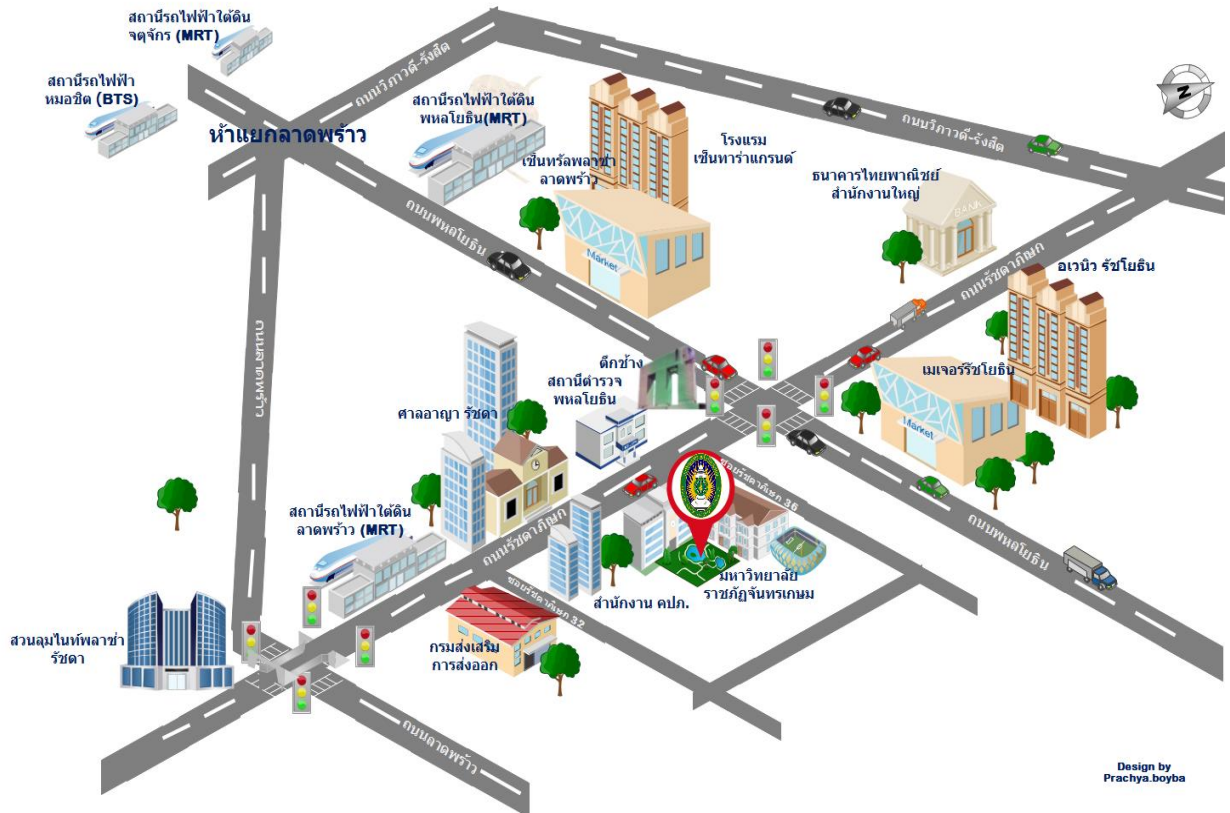 สถานีรถไฟฟ้าใต้ดิน
จตุจักร (MRT)
สถานีรถไฟฟ้า
หมอชิต (BTS)
ห้าแยกลาดพร้าว
ถนนวิภาวดี-รังสิต
สถานีรถไฟฟ้าใต้ดิน
พหลโยธิน(MRT)
เซ็นทรัลพลาซ่า
ลาดพร้าว
โรงแรม
เซ็นทาร่าแกรนด์
ถนนวิภาวดี-รังสิต
ธนาคารไทยพาณิชย์
สำนักงานใหญ่
BANK
N
ถนนพหลโยธิน
Market
ถนนรัชดาภิเษก
อเวนิว รัชโยธิน
เมเจอร์รัชโยธิน
Market
ถนนลาดพร้าว
ตึกช้าง
สถานีตำรวจ
พหลโยธิน
ศาลอาญา รัชดา
ซอยรัชดาภิเษก 36
สถานีรถไฟฟ้าใต้ดิน
ลาดพร้าว (MRT)
ถนนรัชดาภิเษก
ถนนพหลโยธิน
มหาวิทยาลัย
ราชภัฏจันทรเกษม
สำนักงาน คปภ.
ซอยรัชดาภิเษก 32
สวนลุมไนท์พลาซ่า
รัชดา
กรมส่งเสริม
การส่งออก
ถนนลาดพร้าว
Design by
Prachya.boyba